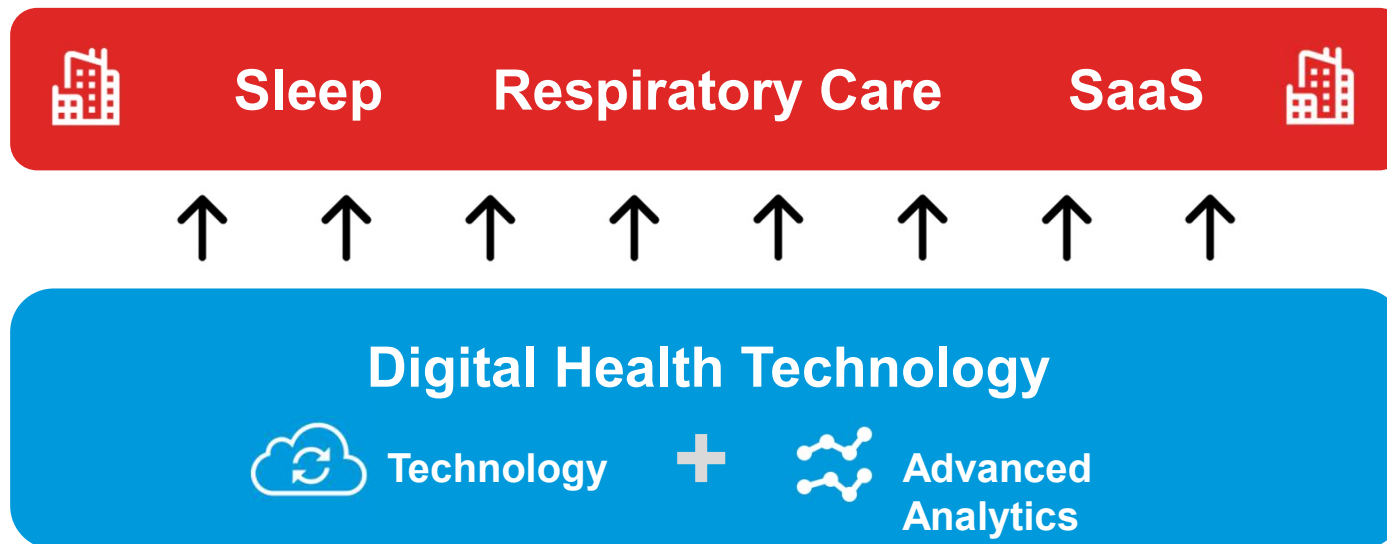 Sleep Respiratory Care SaaS
Digital Health Technology
Technology + Advanced
Analytics